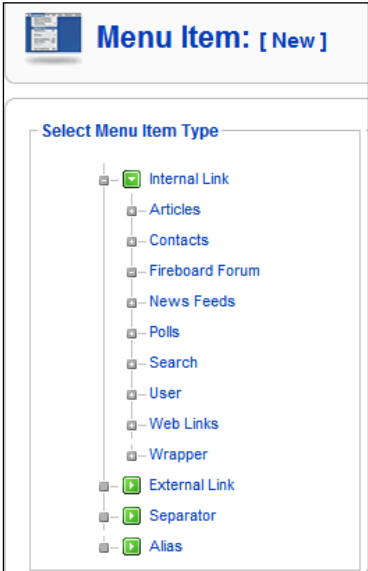 Menu Item: [ New ]
Select Menu Item Type
Internal Link
Articles
Contacts
Fireboard Forum
News Feeds
Polls
Search
User
Web Links
Wrapper
External Link
Separator
Alias